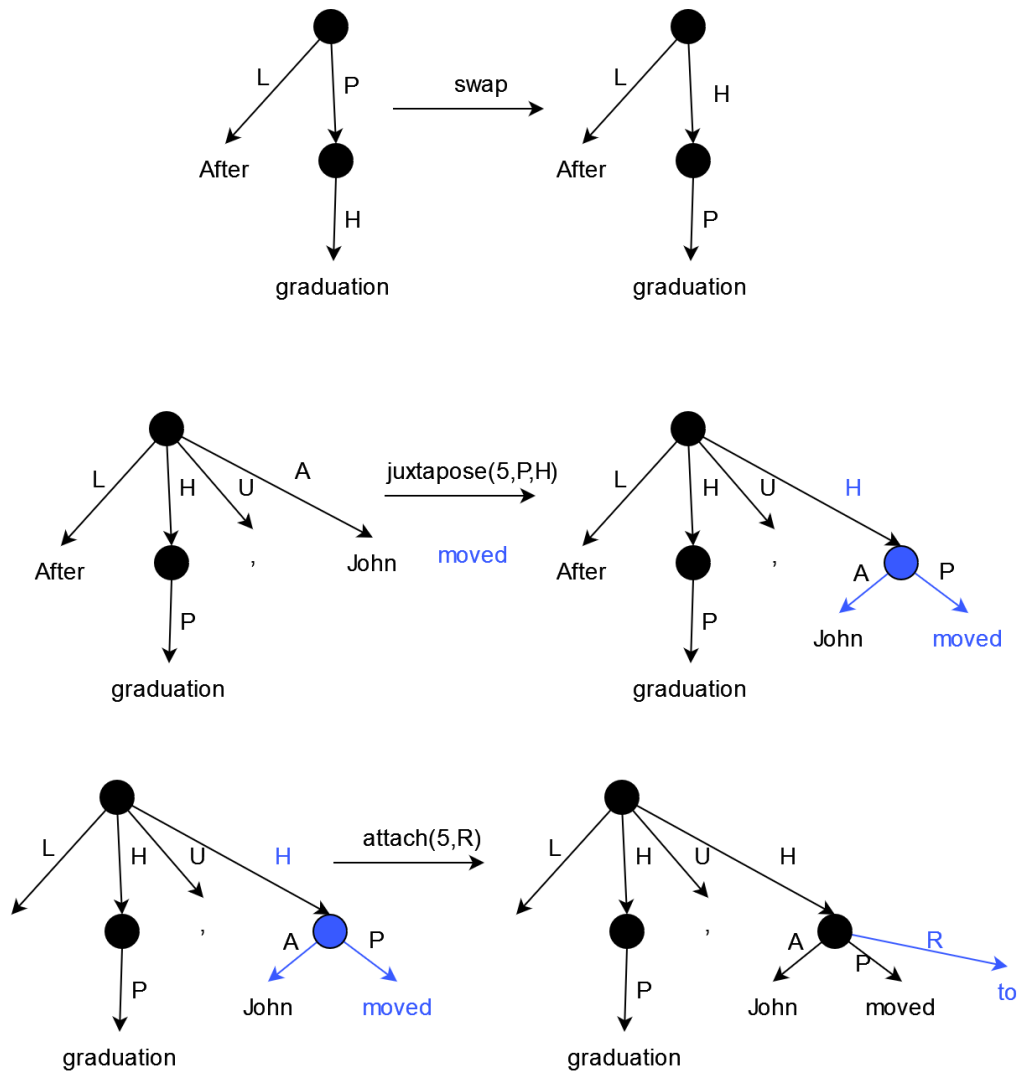 L P swap L H
After H After P
graduation graduation
L H U A juxtapose(5,P,H) L H U H
After , John moved After , A P
P P John moved
graduation graduation
L H U H attach(5,R) L H U H
, A P , A P R
P John moved P John moved to
graduation graduation